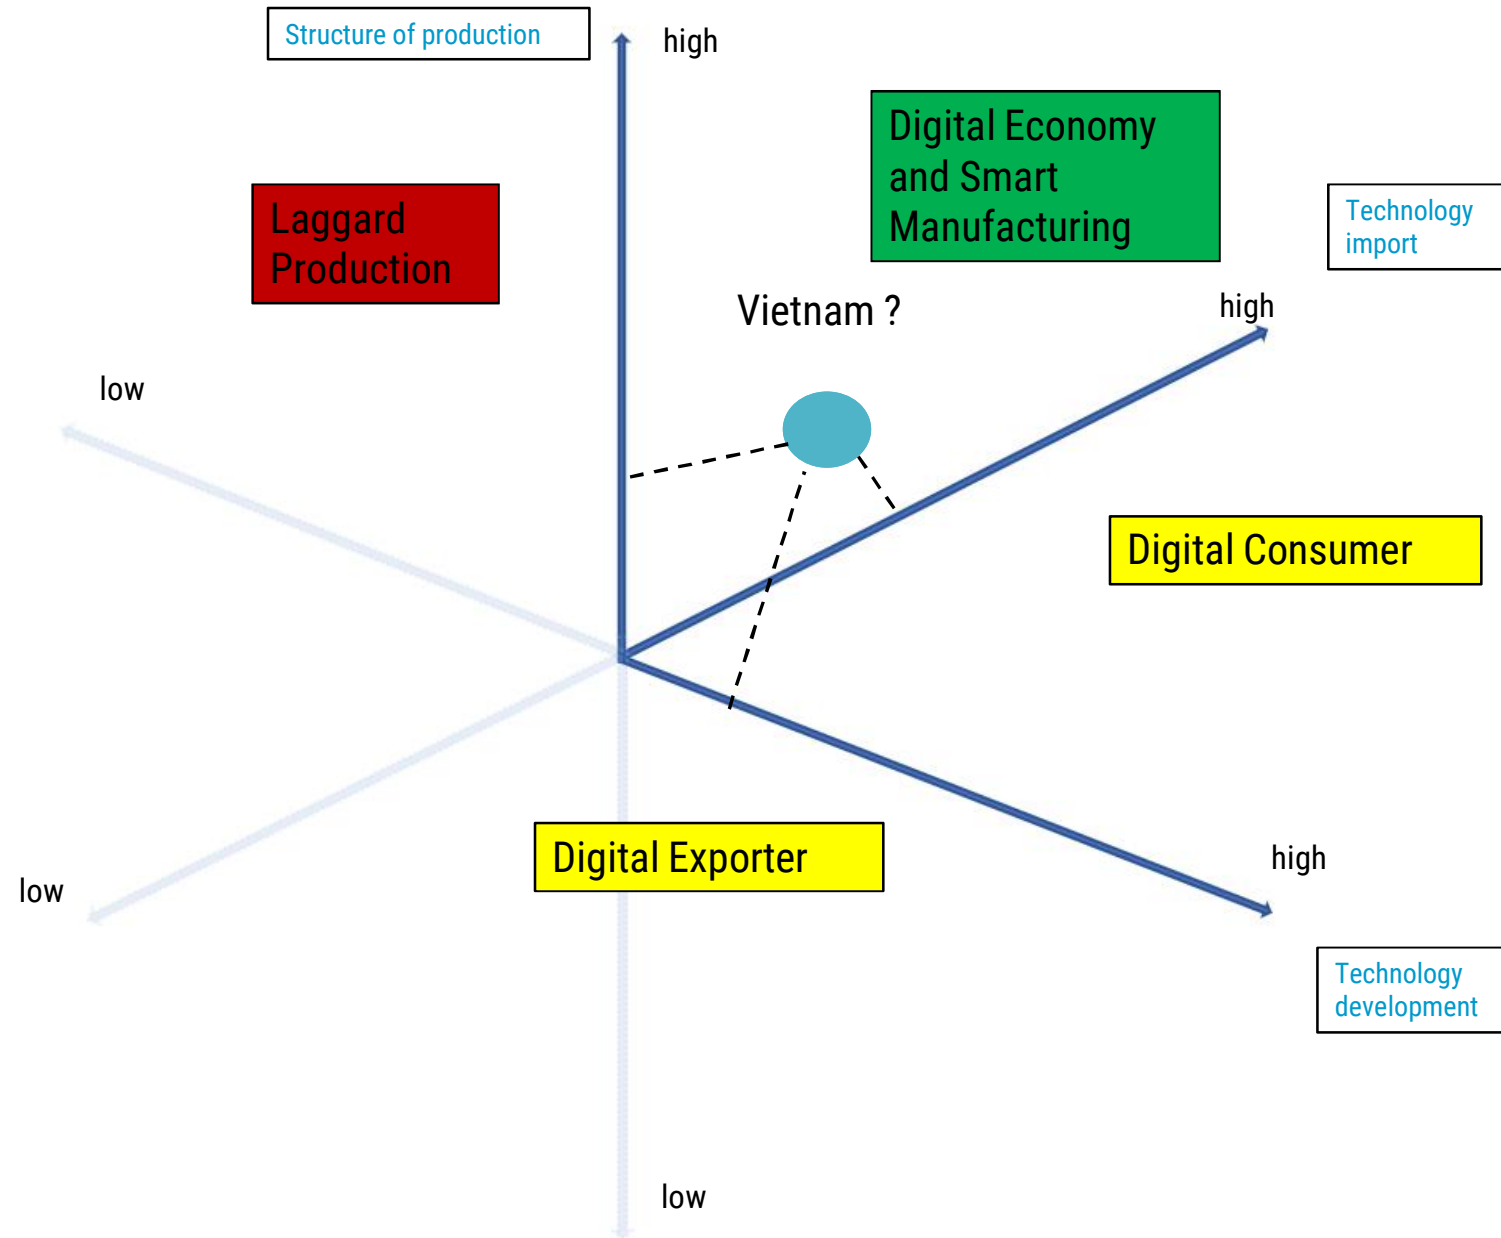 Structure of production
high
Digital Economy
and Smart
Manufacturing
Laggard
Production
Technology
import
Vietnam ?
high
low
Digital Consumer
Digital Exporter
high
low
Technology
development
low